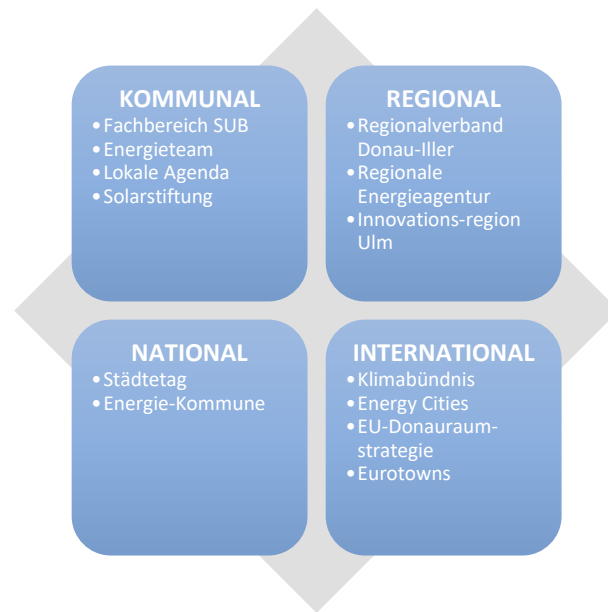 KOMMUNAL
•Fachbereich SUB
•Energieteam
•Lokale Agenda
•Solarstiftung
REGIONAL
•Regionalverband
Donau-Iller
•Regionale
Energieagentur
•Innovations-region
Ulm
NATIONAL
•Städtetag
•Energie-Kommune
INTERNATIONAL
•Klimabündnis
•Energy Cities
•EU-Donauraum-
strategie
•Eurotowns